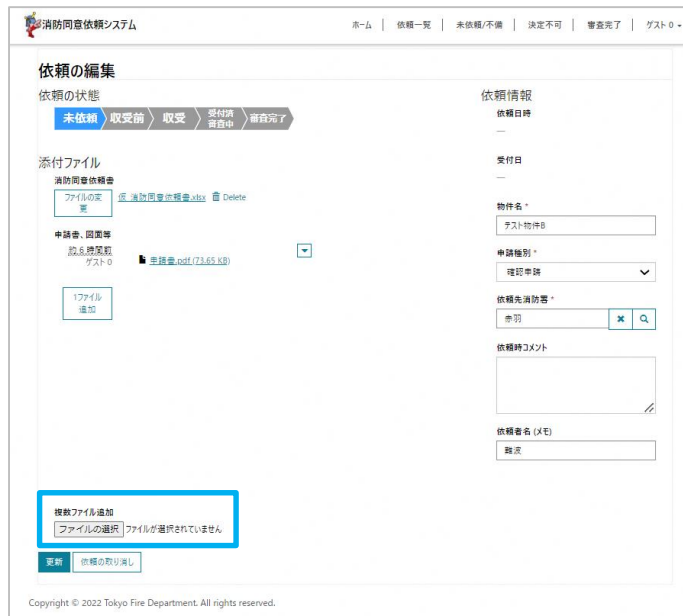 消防同意依頼システム
ホーム | 依頼一覧 | 未依頼/不備 | 決定不可 | 審査完了 | ゲスト 0
依頼の編集
依頼の状態
未依頼
収受前
収受
受付済
審査中
審査完了
添付ファイル
消防同意依頼書
ファイルの変
更
仮_消防同意依頼書.xlsx Delete
申請書、図面等
約 6 時間前
ゲスト 0
申請書.pdf (73.65 KB)
1ファイル
追加
依頼情報
依頼日時
—
受付日
—
物件名 *
テスト物件B
申請種別 *
確認申請
依頼先消防署 *
赤羽
依頼時コメント
依頼者名 (メモ)
難波
複数ファイル追加
ファイルの選択 ファイルが選択されていません
更新
依頼の取り消し
Copyright © 2022 Tokyo Fire Department. All rights reserved.